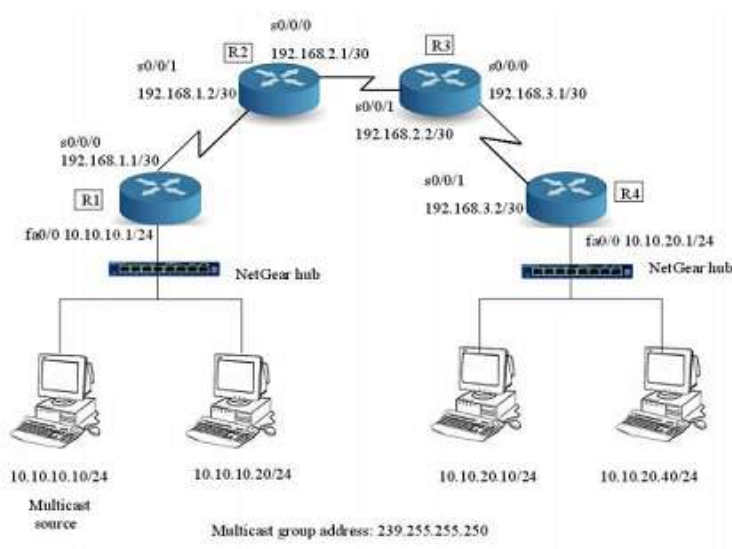 s0/0/0
192.168.2.1/30
R2
R3
s0/0/1
192.168.1.2/30
s0/0/0
192.168.3.1/30
s0/0/1
192.168.2.2/30
s0/0/0
192.168.1.1/30
R1
s0/0/1
192.168.3.2/30
R4
fa0/0 10.10.10.1/24
fa0/0 10.10.20.1/24
NetGear hub
NetGear hub
10.10.10.10/24
10.10.10.20/24
10.10.20.10/24
10.10.20.40/24
Multicast
source
Multicast group address: 239.255.255.250